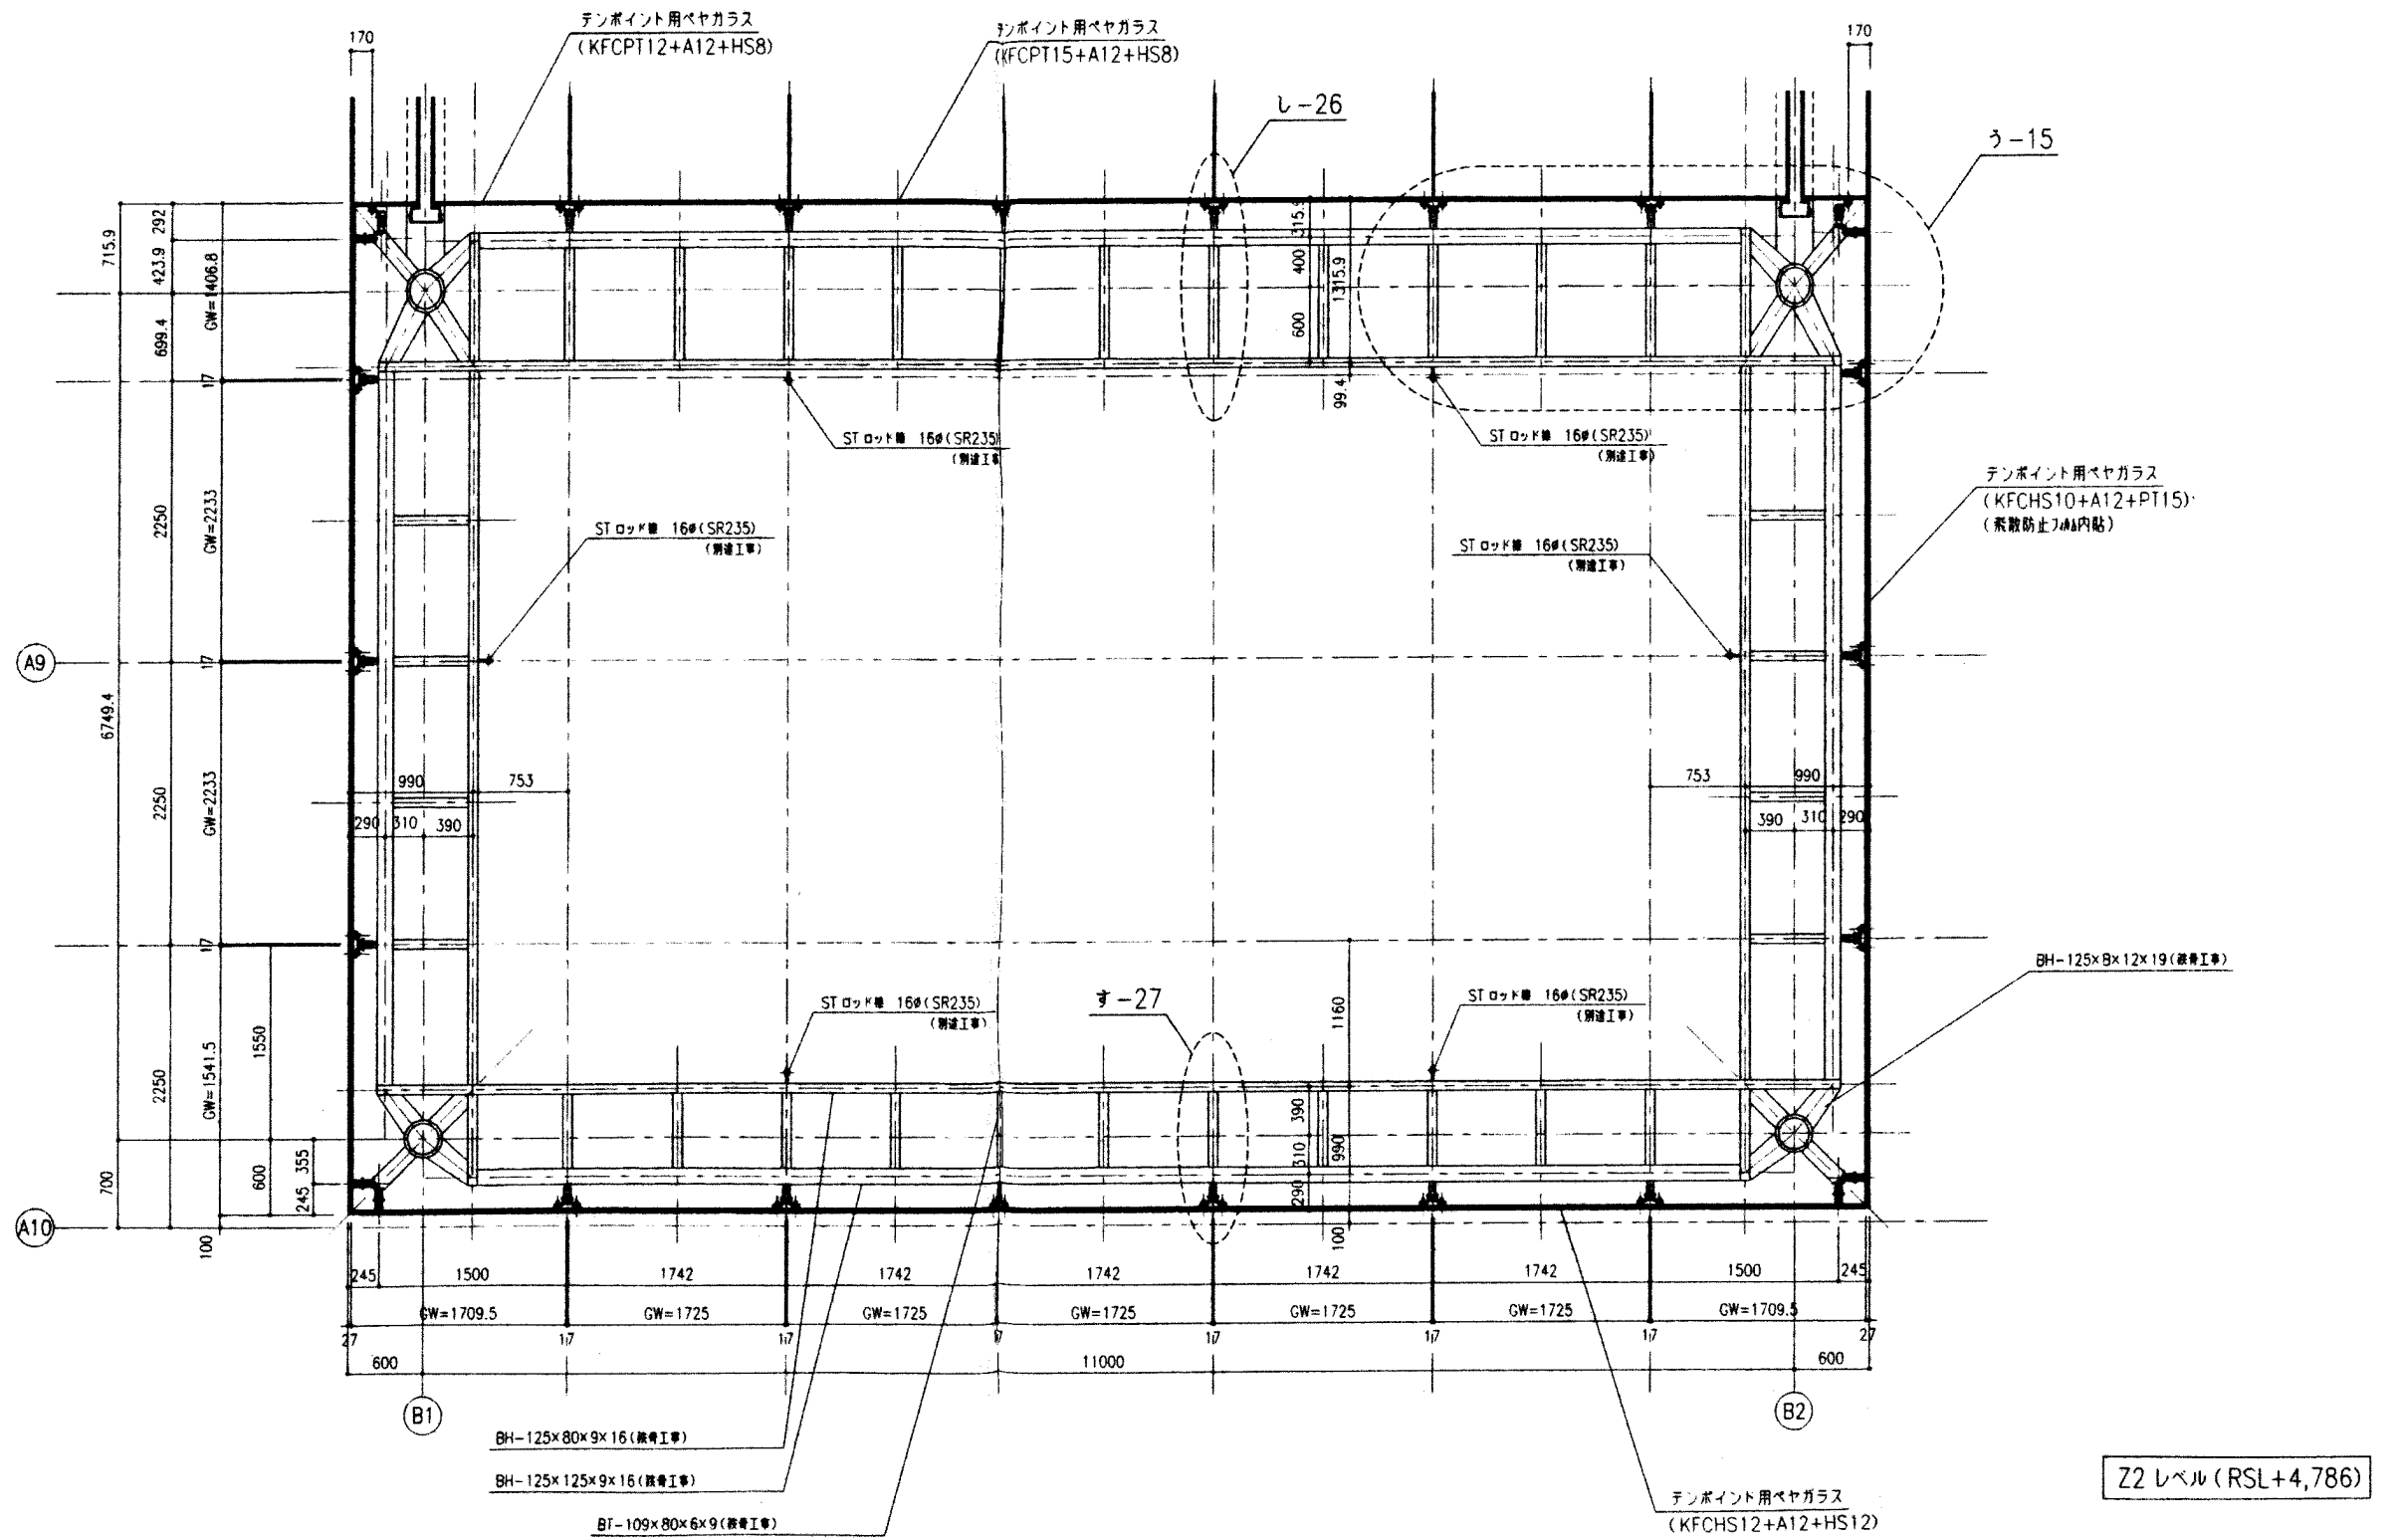 テンポイント用ペヤガラス
(KFCPT12+A12+HS8)
テンポイント用ペヤガラス
(KFCPT15+A12+HS8)
170
170
し-26
う-15
715.9
292
423.9
699.4
GW=1406.8
17
315.9
400
1315.9
600
99.4
STロッド棒 16φ(SR235)
(別途工事
STロッド棒 16φ(SR235)
(別途工事)
テンポイント用ペヤガラス
(KFCHS10+A12+PT15)
(飛散防止フィルム内貼)
STロッド棒 16φ(SR235)
(別途工事)
STロッド棒 16φ(SR235)
(別途工事)
2250
GW=2233
A9
17
6749.4
2250
GW=2233
990
753
290
310
390
753
990
390
310
290
17
BH-125×B×12×19(鉄骨工事)
STロッド棒 16φ(SR235)
(別途工事)
す-27
STロッド棒 16φ(SR235)
(別途工事)
1160
2250
GW=1541.5
1550
390
310
990
290
100
700
600
355
245
A10
100
245
1500
1742
1742
1742
1742
1742
1500
245
GW=1709.5
GW=1725
GW=1725
GW=1725
GW=1725
GW=1725
GW=1709.5
27
17
17
17
17
17
17
27
600
11000
600
B1
B2
BH-125×80×9×16(鉄骨工事)
BH-125×125×9×16(鉄骨工事)
BT-109×80×6×9(鉄骨工事)
テンポイント用ペヤガラス
(KFCHS12+A12+HS12)
Z2 レベル(RSL+4,786)